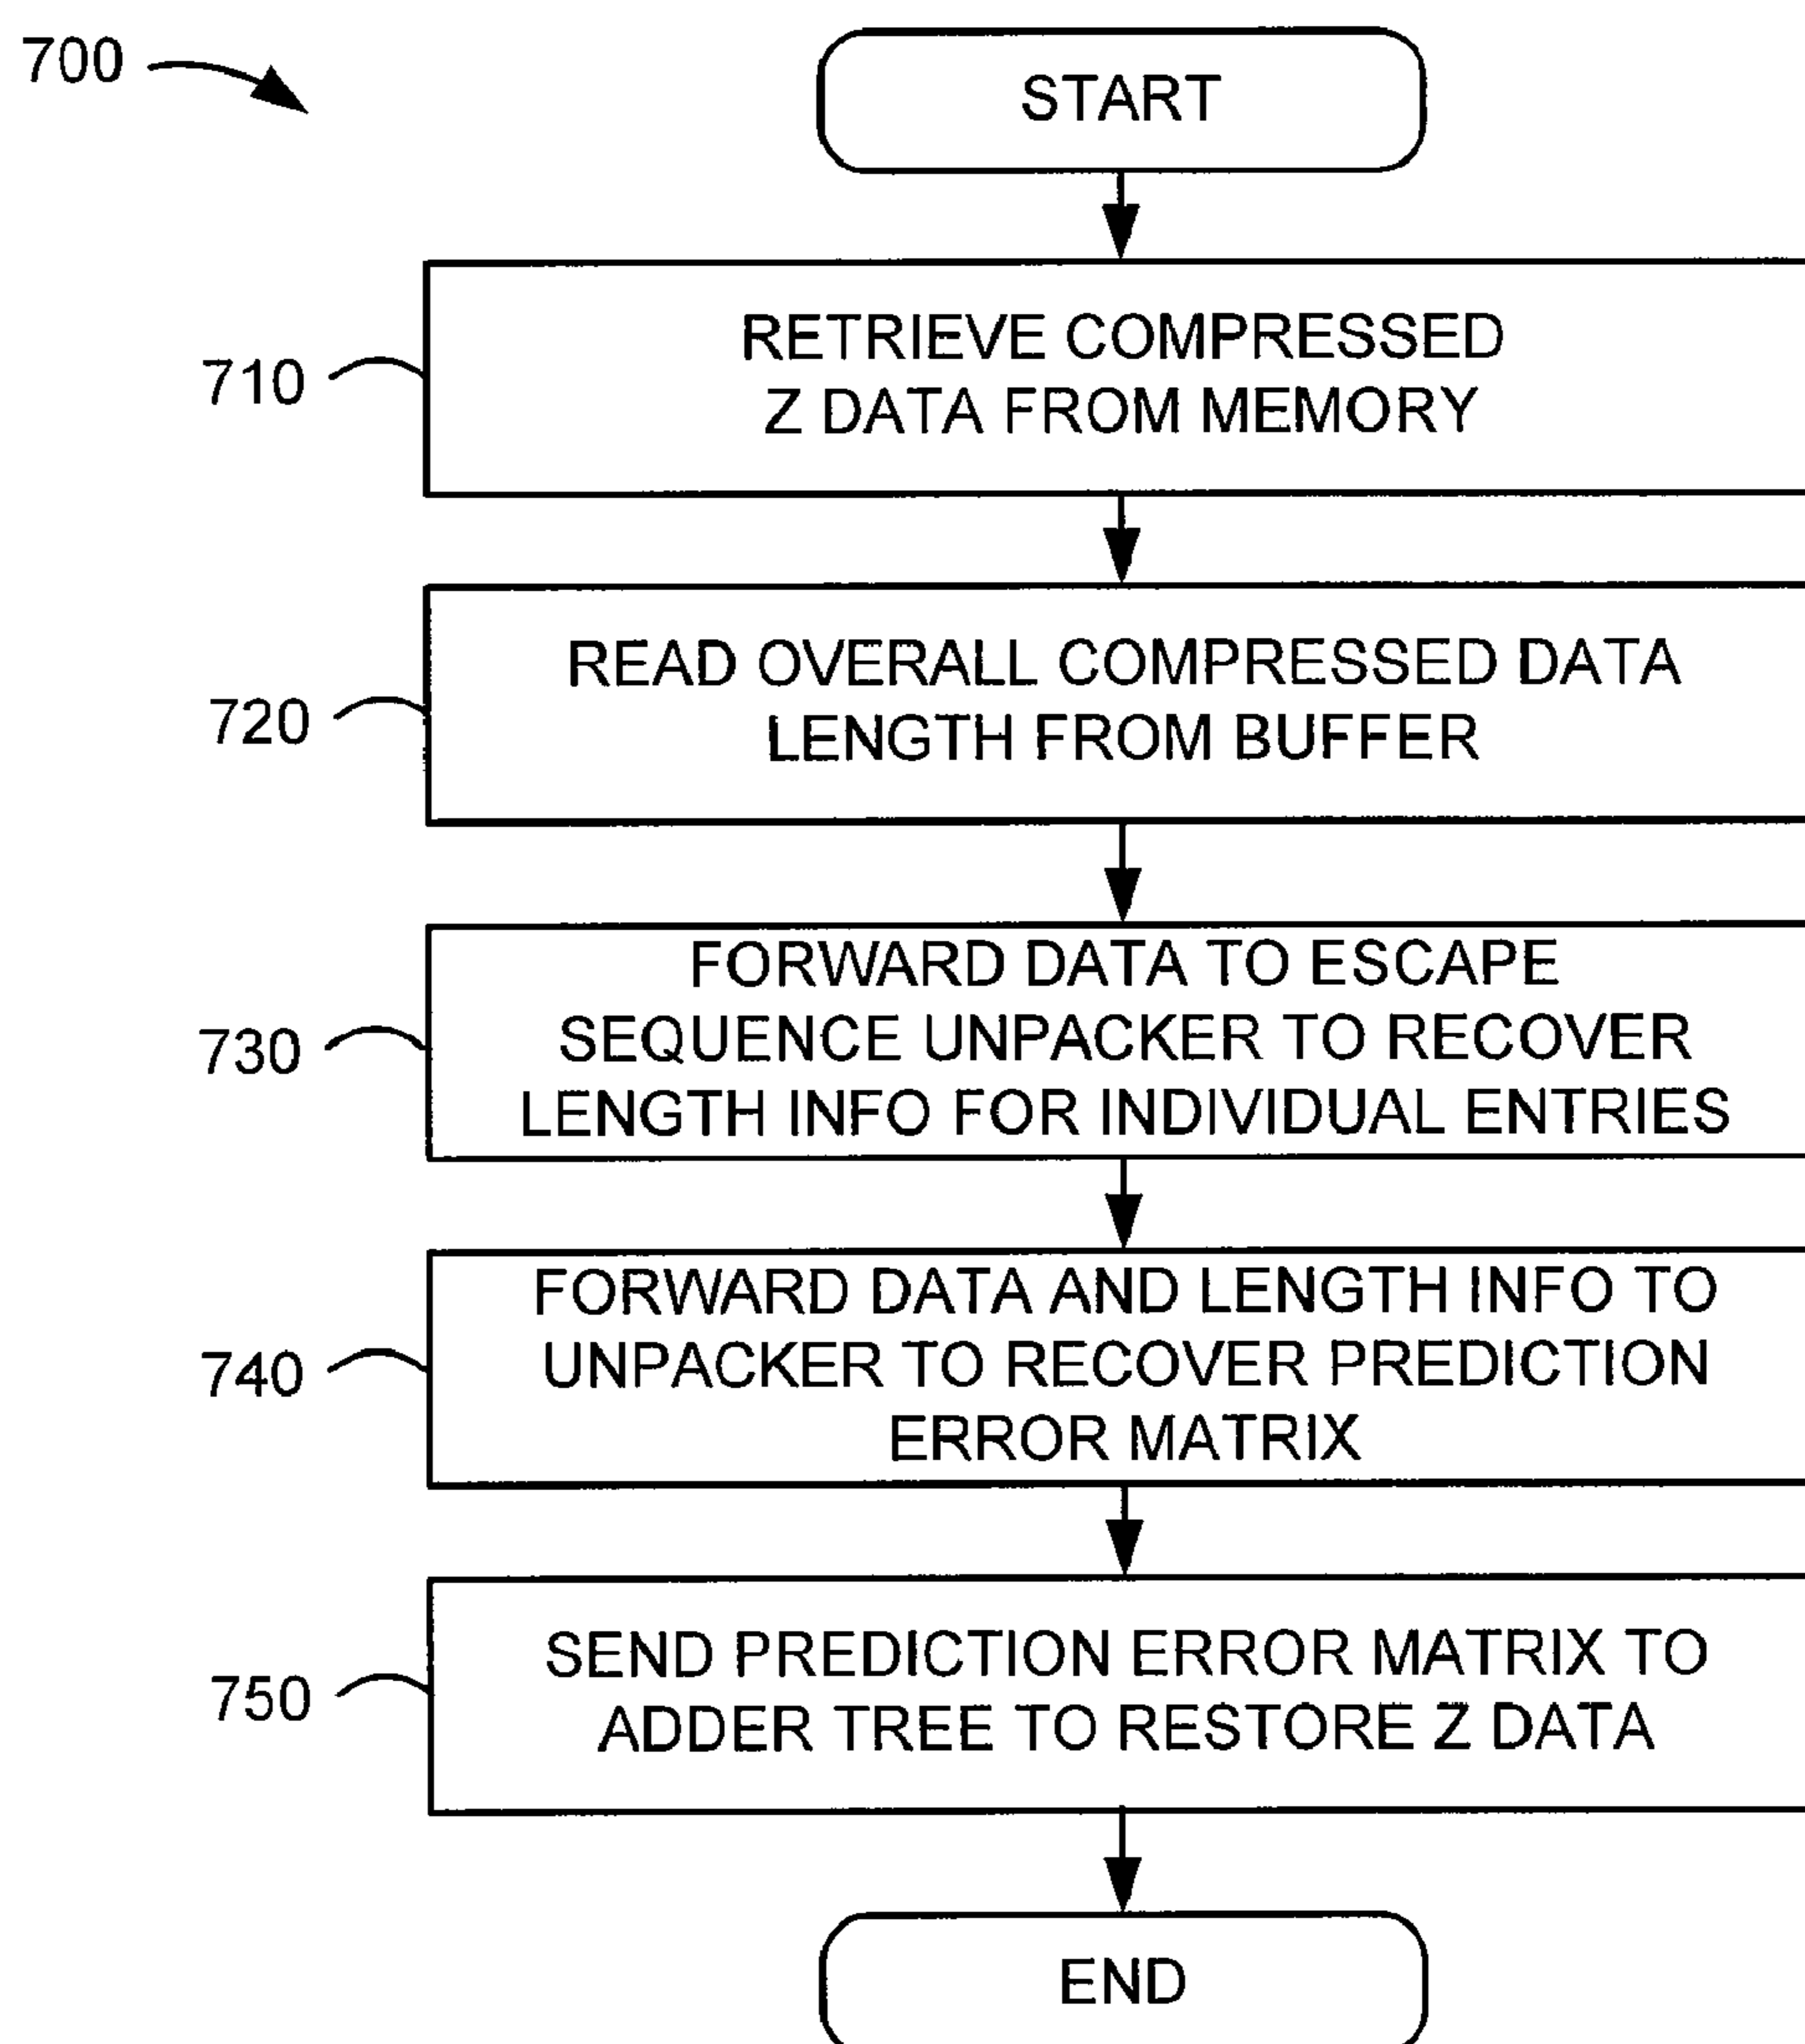 700
START
710
RETRIEVE COMPRESSED
Z DATA FROM MEMORY
720
READ OVERALL COMPRESSED DATA
LENGTH FROM BUFFER
730
FORWARD DATA TO ESCAPE
SEQUENCE UNPACKER TO RECOVER
LENGTH INFO FOR INDIVIDUAL ENTRIES
740
FORWARD DATA AND LENGTH INFO TO
UNPACKER TO RECOVER PREDICTION
ERROR MATRIX
750
SEND PREDICTION ERROR MATRIX TO
ADDER TREE TO RESTORE Z DATA
END